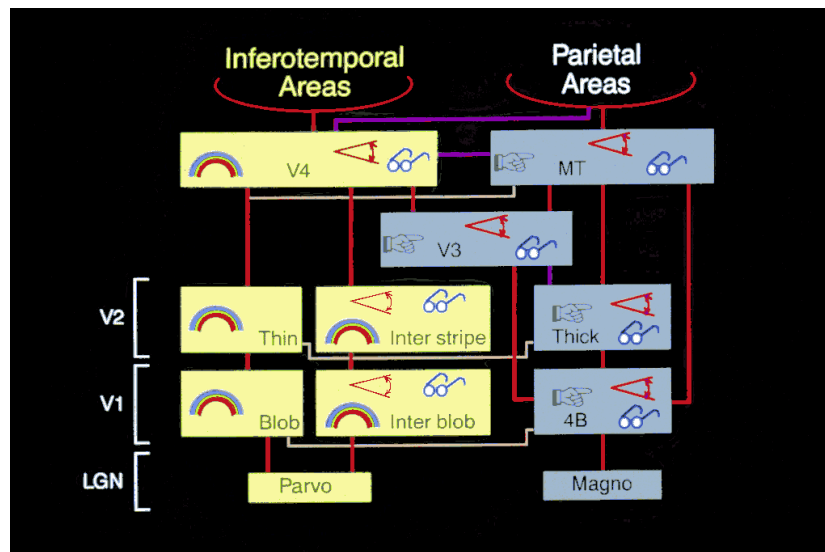 Inferotemporal
Areas
Parietal
Areas
V4
MT
V3
V2
Thin
Inter stripe
Thick
V1
Blob
Inter blob
4B
LGN
Parvo
Magno